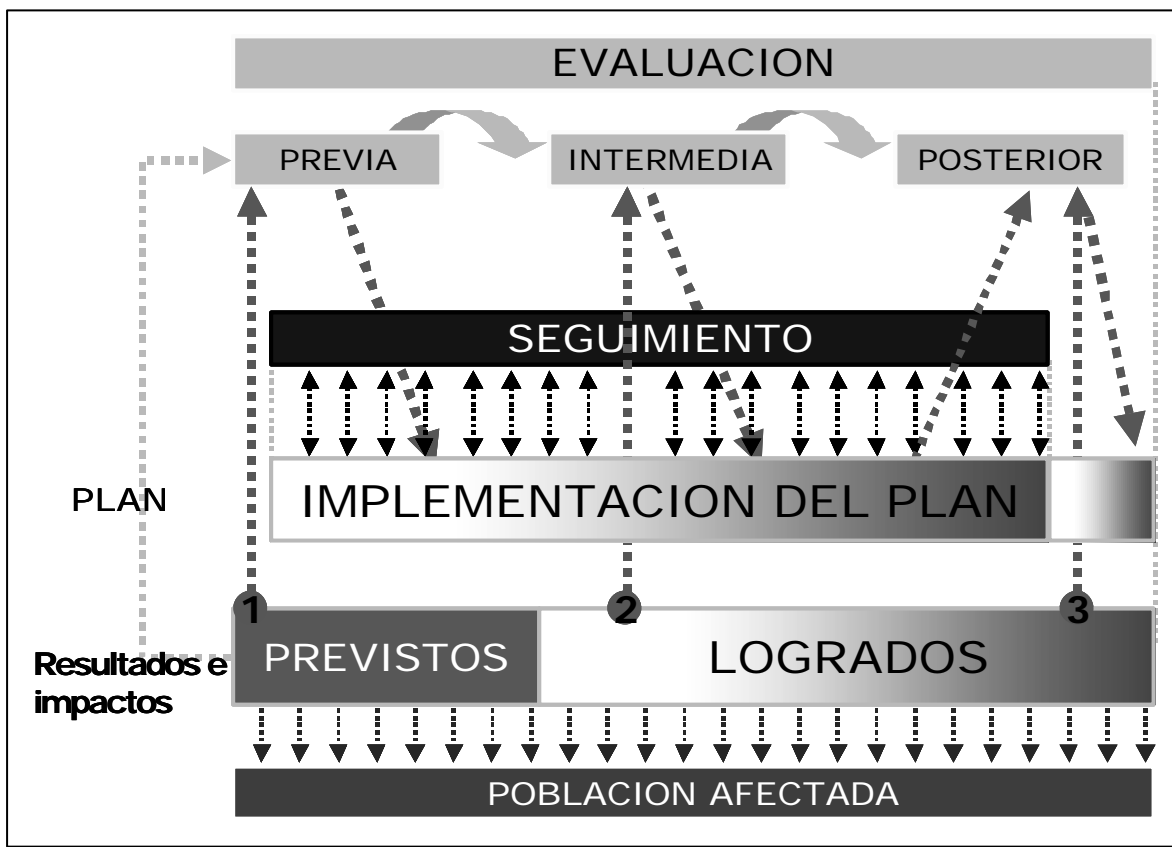 EVALUACION
PREVIA
INTERMEDIA
POSTERIOR
SEGUIMIENTO
PLAN
IMPLEMENTACION DEL PLAN
1
2
3
Resultados e
impactos
PREVISTOS
LOGRADOS
POBLACION AFECTADA